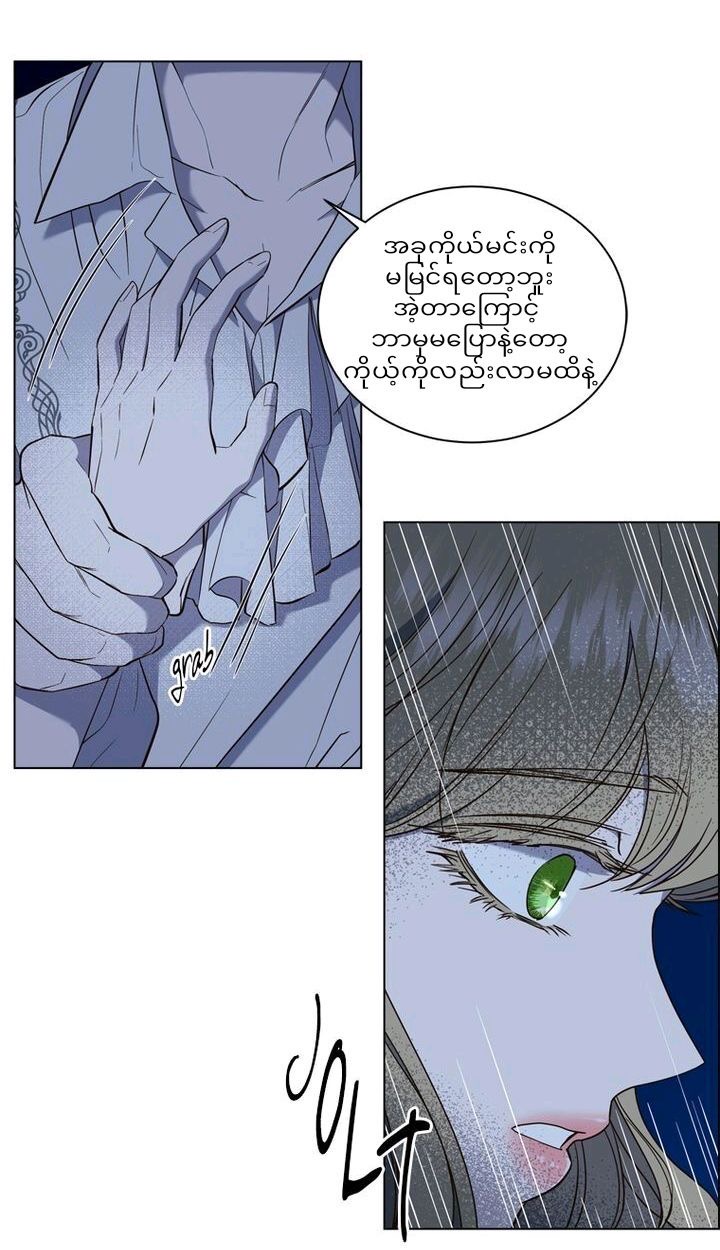 အခုကိုယ်မင်းကို
မမြင်ရတော့ဘူး
အဲ့တာကြောင့်
ဘာမှမပြောနဲ့တော့
ကိုယ့်ကိုလည်းလာမထိနဲ့
grab
JOLT